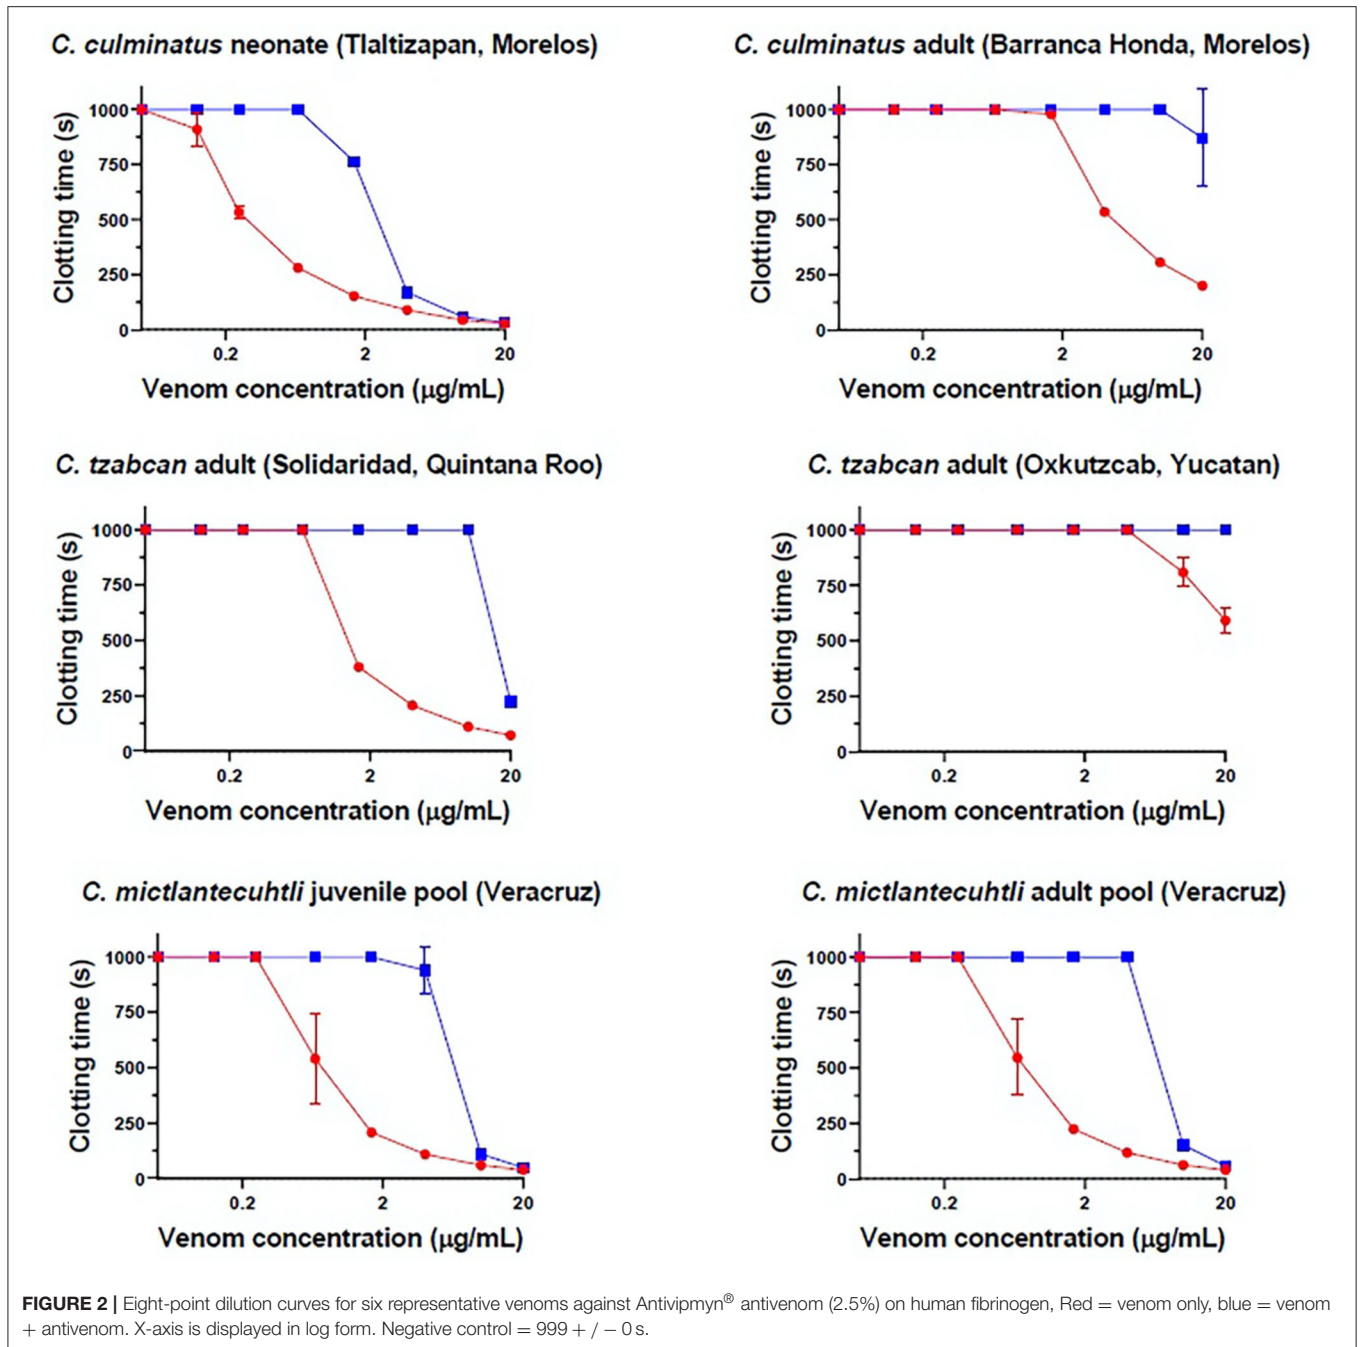 C. culminatus neonate (Tlaltizapan, Morelos)
1000
750
500
250
0
Clotting time (s)
0.2
2
20
Venom concentration (µg/mL)
C. culminatus adult (Barranca Honda, Morelos)
1000
750
500
250
0
Clotting time (s)
0.2
2
20
Venom concentration (µg/mL)
C. tzabcan adult (Solidaridad, Quintana Roo)
1000
750
500
250
0
Clotting time (s)
0.2
2
20
Venom concentration (µg/mL)
C. tzabcan adult (Oxkutzcab, Yucatan)
1000
750
500
250
0
Clotting time (s)
0.2
2
20
Venom concentration (µg/mL)
C. mictlantecuhtli juvenile pool (Veracruz)
1000
750
500
250
0
Clotting time (s)
0.2
2
20
Venom concentration (µg/mL)
C. mictlantecuhtli adult pool (Veracruz)
1000
750
500
250
0
Clotting time (s)
0.2
2
20
Venom concentration (µg/mL)
FIGURE 2 | Eight-point dilution curves for six representative venoms against Antivipmyn® antivenom (2.5%) on human fibrinogen, Red = venom only, blue = venom
+ antivenom. X-axis is displayed in log form. Negative control = 999 + / − 0 s.